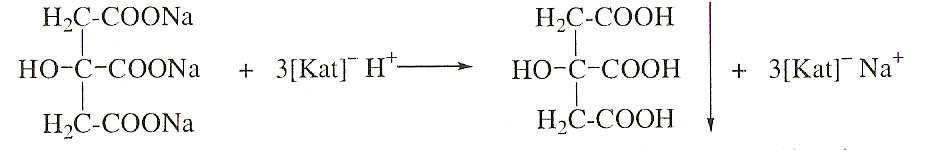 H₂C-COONa H₂C-COOH
HO-C-COONa + 3[Kat]⁻ H⁺ ⟶ HO-C-COOH ↓ + 3[Kat]⁻ Na⁺
H₂C-COONa H₂C-COOH